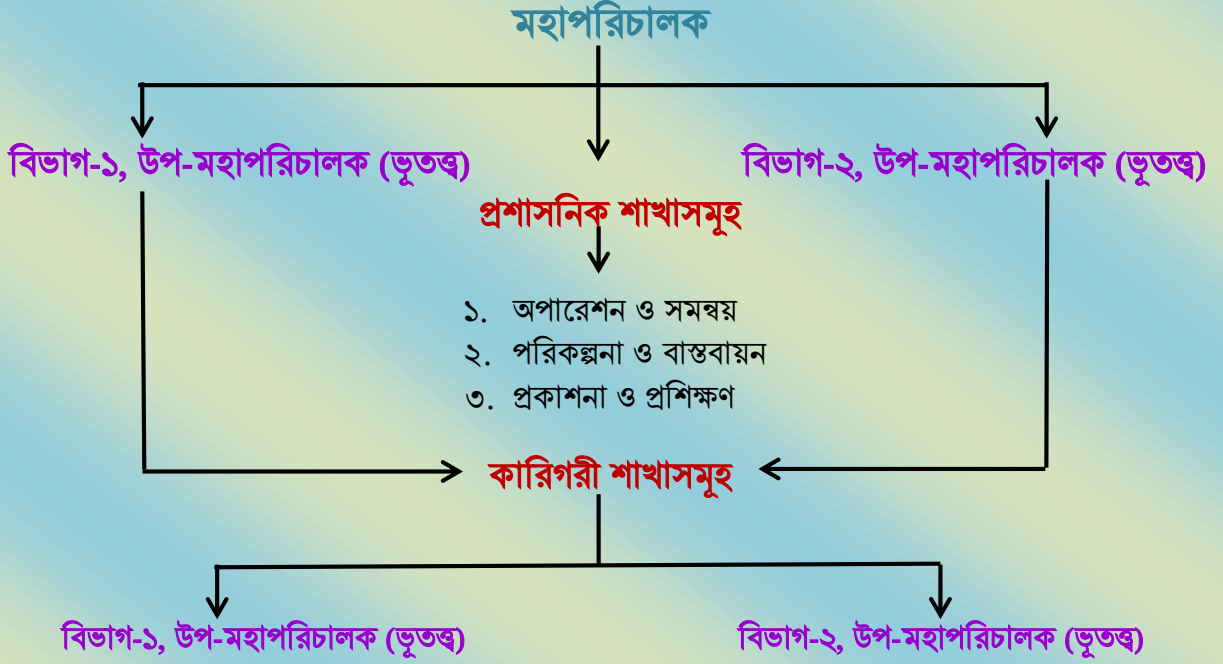 মহাপরিচালক
বিভাগ-১, উপ-মহাপরিচালক (ভূতত্ত্ব)
বিভাগ-২, উপ-মহাপরিচালক (ভূতত্ত্ব)
প্রশাসনিক শাখাসমূহ
১. অপারেশন ও সমন্বয়
২. পরিকল্পনা ও বাস্তবায়ন
৩. প্রকাশনা ও প্রশিক্ষণ
কারিগরী শাখাসমূহ
বিভাগ-১, উপ-মহাপরিচালক (ভূতত্ত্ব)
বিভাগ-২, উপ-মহাপরিচালক (ভূতত্ত্ব)